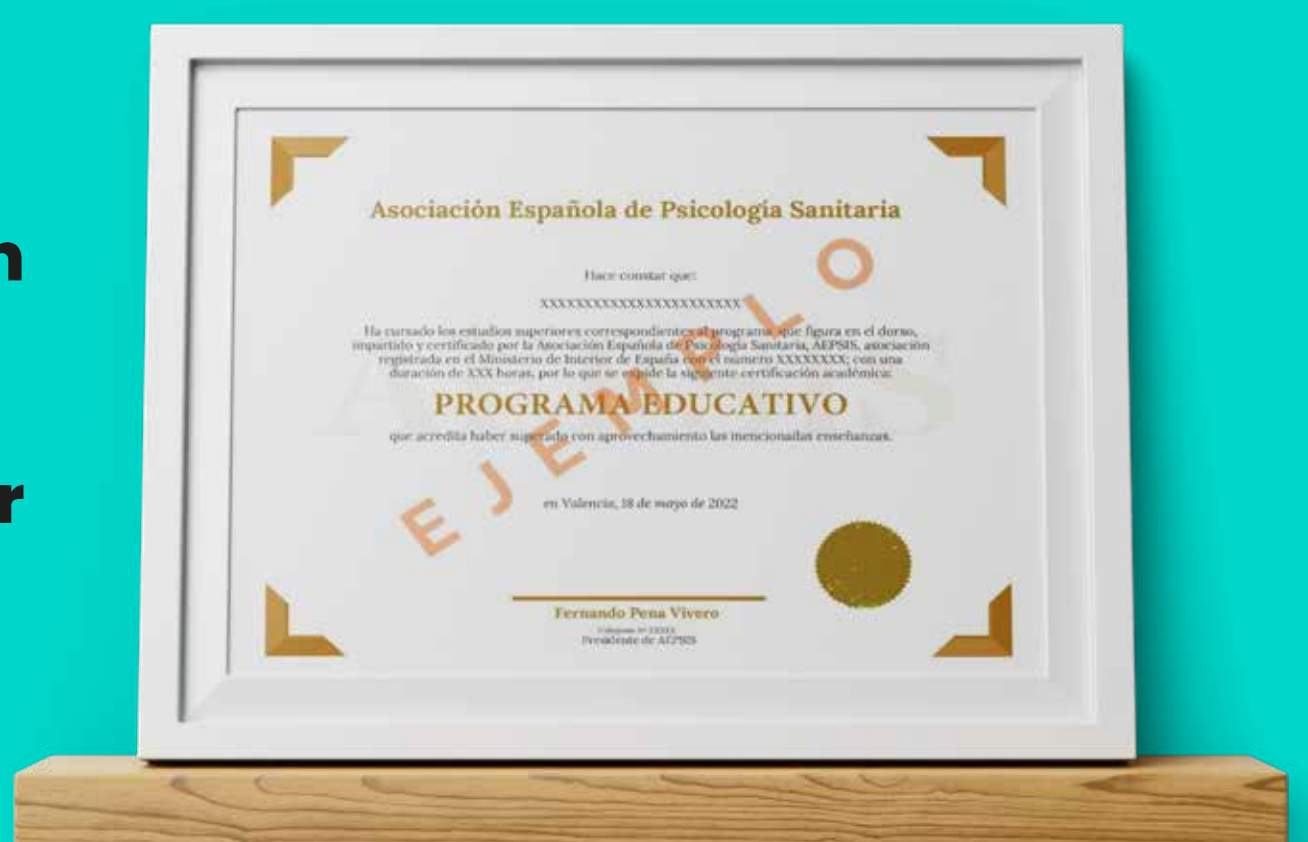 n
r
Asociación Española de Psicología Sanitaria
Hace constar que:
XXXXXXXXXXXXXXXXXXXXXXX
Ha cursado los estudios superiores correspondientes al programa, que figura en el dorso,
impartido y certificado por la Asociación Española de Psicología Sanitaria, AEPSIS, asociación
registrada en el Ministerio de Interior de España con el número XXXXXXXX; con una
duración de XXX horas, por lo que se expide la siguiente certificación académica:
PROGRAMA EDUCATIVO
que acredita haber superado con aprovechamiento las mencionadas enseñanzas.
EJEMPLO
en Valencia, 18 de mayo de 2022
Fernando Pena Vivero
Presidente de AEPSIS